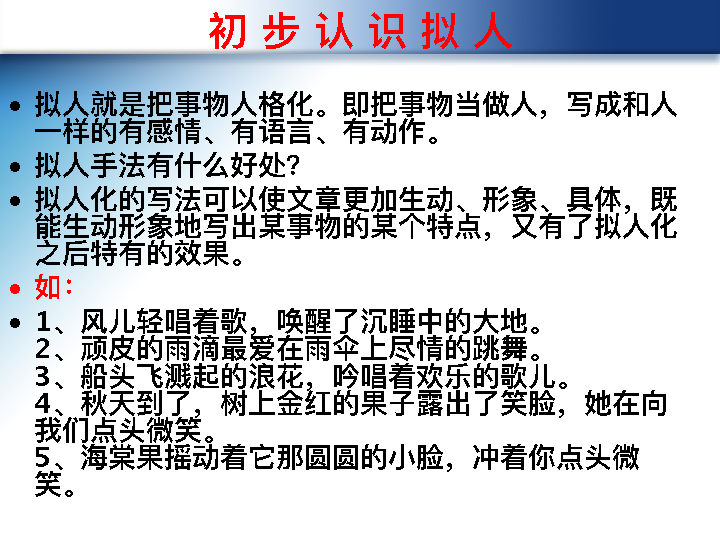 初步认识拟人
• 拟人就是把事物人格化。即把事物当做人，写成和人
一样的有感情、有语言、有动作。
• 拟人手法有什么好处？
• 拟人化的写法可以使文章更加生动、形象、具体，既
能生动形象地写出某事物的某个特点，又有了拟人化
之后特有的效果。
• 如：
• 1、风儿轻唱着歌，唤醒了沉睡中的大地。
2、顽皮的雨滴最爱在雨伞上尽情的跳舞。
3、船头飞溅起的浪花，吟唱着欢乐的歌儿。
4、秋天到了，树上金红的果子露出了笑脸，她在向
我们点头微笑。
5、海棠果摇动着它那圆圆的小脸，冲着你点头微
笑。